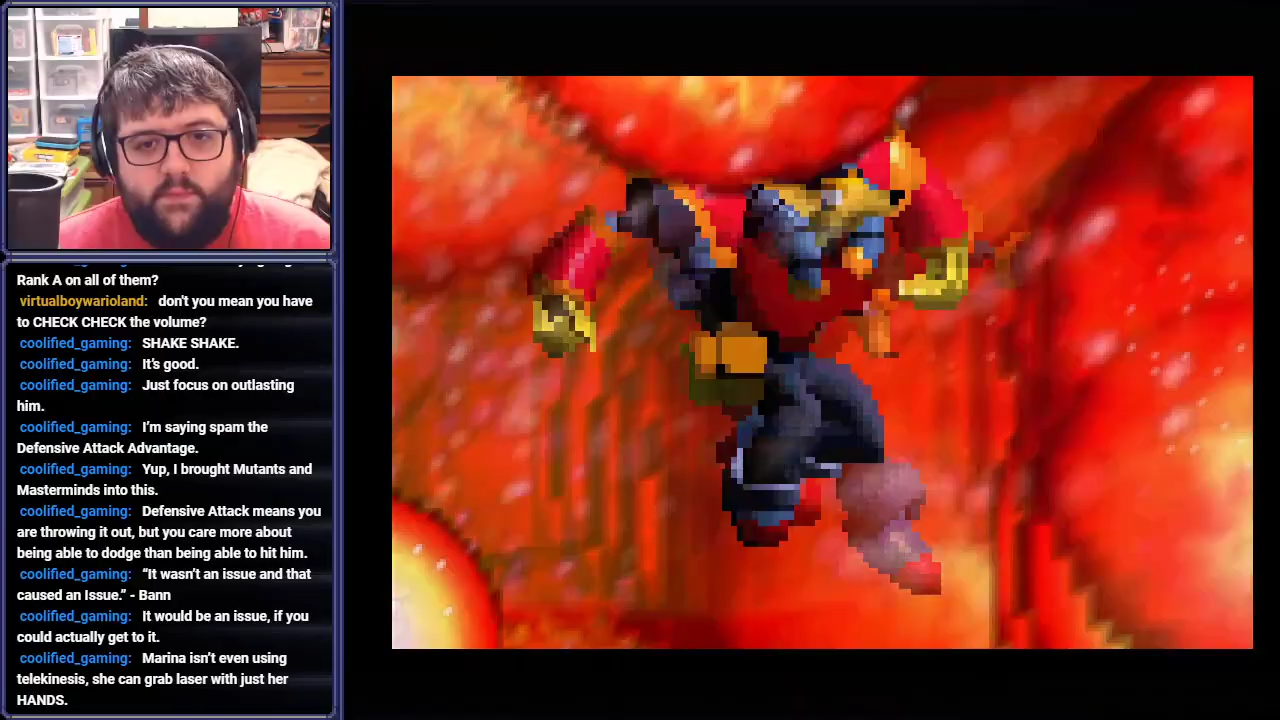 Rank A on all of them?
virtualboywarioland: don't you mean you have
to CHECK CHECK the volume?
coolified_gaming: SHAKE SHAKE.
coolified_gaming: It's good.
coolified_gaming: Just focus on outlasting
him.
coolified_gaming: I'm saying spam the
Defensive Attack Advantage.
coolified_gaming: Yup, I brought Mutants and
Masterminds into this.
coolified_gaming: Defensive Attack means you
are throwing it out, but you care more about
being able to dodge than being able to hit him.
coolified_gaming: “It wasn’t an issue and that
caused an Issue.” - Bann
coolified_gaming: It would be an issue, if you
could actually get to it.
coolified_gaming: Marina isn’t even using
telekinesis, she can grab laser with just her
HANDS.